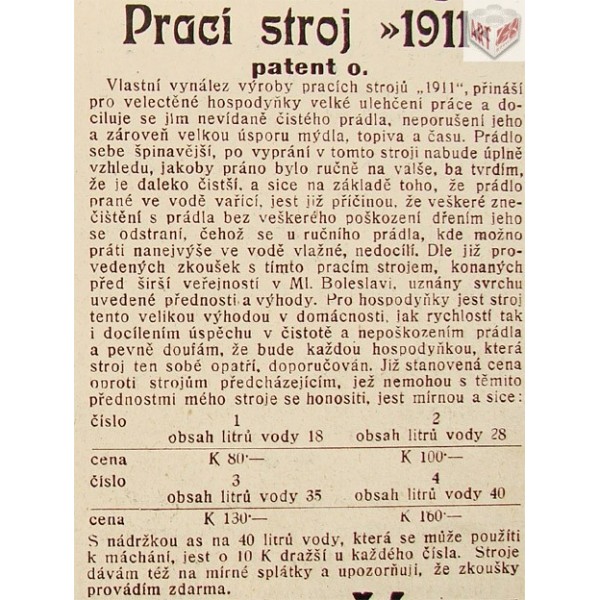 Prací stroj »1911
patent o.
Vlastní vynález výroby pracích strojů „1911“, přináší
pro velectěné hospodyňky velké ulehčení práce a do-
ciluje se jím nevídaně čistého prádla, neporušení jeho
a zároveň velkou úsporu mýdla, topiva a času. Prádlo
sebe špinavější, po vyprání v tomto stroji nabude úplně
vzhledu, jakoby práno bylo ručně na valše, ba tvrdím,
že je daleko čistší, a sice na základě toho, že prádlo
prané ve vodě vařicí, jest již příčinou, že veškeré zne-
čištění s prádla bez veškerého poškození dřením jeho
se odstraní, čehož se u ručního prádla, kde možno
práti nanejvýše ve vodě vlažné, nedocílí. Dle již pro-
vedených zkoušek s tímto pracím strojem, konaných
před širší veřejností v Ml. Boleslavi, uznány svrchu
uvedené přednosti a výhody. Pro hospodyňky jest stroj
tento velikou výhodou v domácnosti, jak rychlostí tak
i docílením úspěchu v čistotě a nepoškozením prádla
a pevně doufám, že bude každou hospodyňkou, která
stroj ten sobě opatří, doporučován. Již stanovená cena
oproti strojům předcházejícím, jež nemohou s těmito
přednostmi mého stroje se honositi, jest mírnou a sice:
číslo 1 2
obsah litrů vody 18 obsah litrů vody 28
cena K 80·— K 100·—
číslo 3 4
obsah litrů vody 35 obsah litrů vody 40
cena K 130·— K 160·—
S nádržkou as na 40 litrů vody, která se může použíti
k máchání, jest o 10 K dražší u každého čísla. Stroje
dávám též na mírné splátky a upozorňuji, že zkoušky
provádím zdarma.